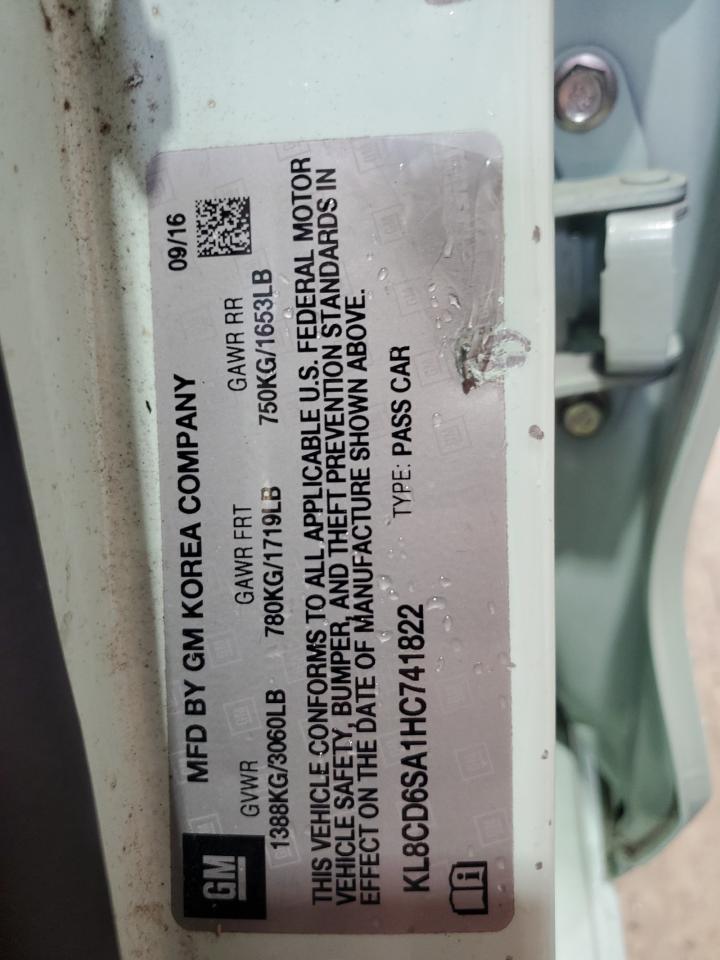 GM
MFD BY GM KOREA COMPANY 09/16
GVWR GAWR FRT GAWR RR
1388KG/3060LB 780KG/1719LB 750KG/1653LB
THIS VEHICLE CONFORMS TO ALL APPLICABLE U.S. FEDERAL MOTOR
VEHICLE SAFETY, BUMPER, AND THEFT PREVENTION STANDARDS IN
EFFECT ON THE DATE OF MANUFACTURE SHOWN ABOVE.
KL8CD6SA1HC741822 TYPE: PASS CAR